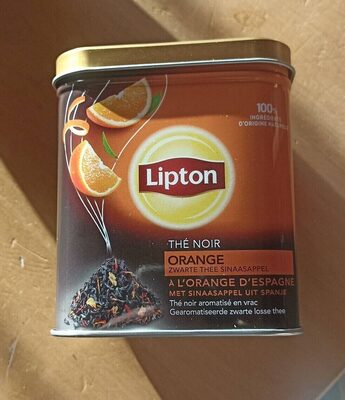 100%
INGRÉDIENTS
D'ORIGINE NATURELLE
Lipton
THÉ NOIR
ORANGE
ZWARTE THEE SINAASAPPEL
À L'ORANGE D'ESPAGNE
MET SINAASAPPEL UIT SPANJE
Thé noir aromatisé en vrac
Gearomatiseerde zwarte losse thee